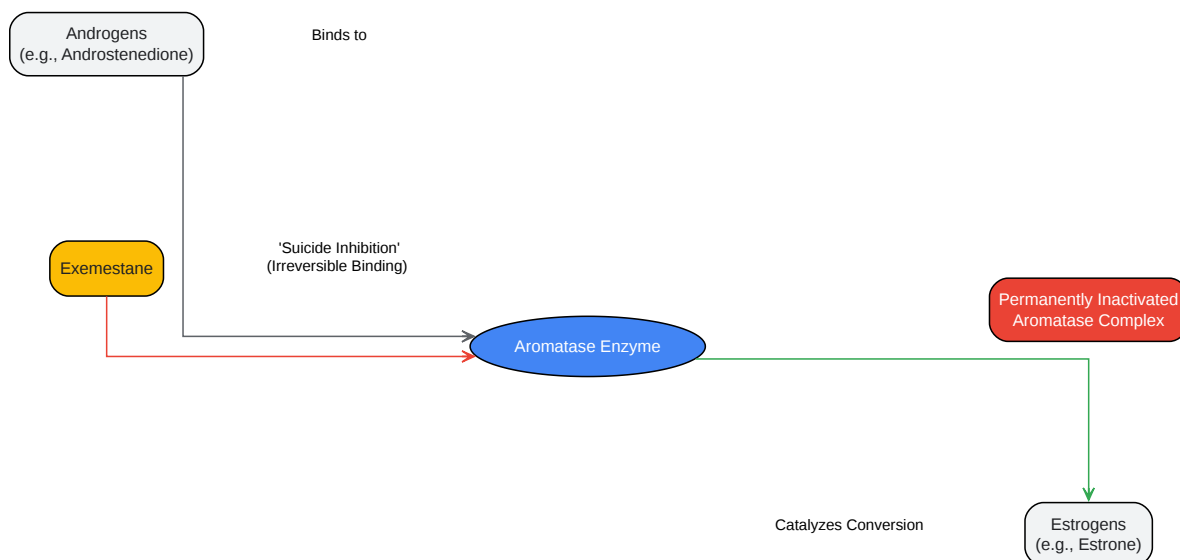 Androgens
(e.g., Androstenedione)
Binds to
'Suicide Inhibition'
(Irreversible Binding)
Exemestane
Permanently Inactivated
Aromatase Complex
Aromatase Enzyme
Catalyzes Conversion
Estrogens
(e.g., Estrone)